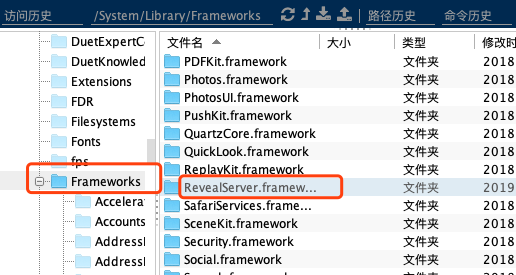 访问历史 /System/Library/Frameworks 路径历史 命令历史
DuetExpertC
DuetKnowled
Extensions
FDR
Filesystems
Fonts
fps
Frameworks
Accelera
Accounts
AddressI
AddressI
文件名 大小 类型 修改时
PDFKit.framework 文件夹 2018
Photos.framework 文件夹 2018
PhotosUI.framework 文件夹 2018
PushKit.framework 文件夹 2018
QuartzCore.framework 文件夹 2018
QuickLook.framework 文件夹 2018
ReplayKit.framework 文件夹 2018
RevealServer.framew... 文件夹 2019
SafariServices.frame... 文件夹 2018
SceneKit.framework 文件夹 2018
Security.framework 文件夹 2018
Social.framework 文件夹 2018